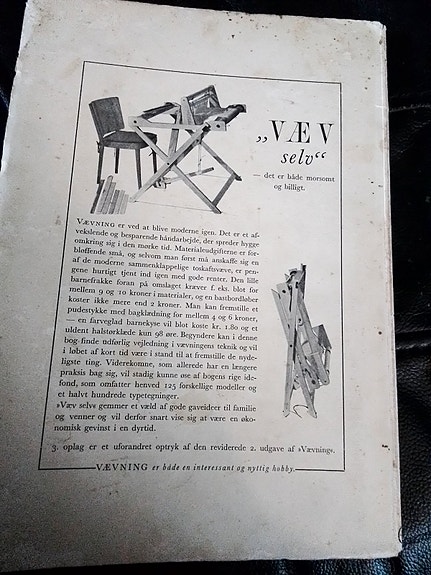 „VÆV
selv“
— det er både morsomt
og billigt.
VÆVNING er ved at blive moderne igen. Det er et af-
vekslende og besparende håndarbejde, der spreder hygge
omkring sig i den mørke tid. Materialeudgifterne er for-
bløffende små, og selvom man først må anskaffe sig en
af de moderne sammenklappelige toskaftsvæve, er pen-
gene hurtigt tjent ind igen med gode renter. Den lille
barnefrakke foran på omslaget kræver f. eks. blot for
mellem 9 og 10 kroner i materialer, og en bastbordløber
koster ikke mere end 2 kroner. Man kan fremstille et
pudestykke med bagklædning for mellem 4 og 6 kroner,
— en farveglad barnekyse vil blot koste kr. 1.80 og et
uldent halstørklæde kun 98 øre. Begyndere kan i denne
bog finde udførlig vejledning i vævningens teknik og vil
i løbet af kort tid være i stand til at fremstille de nyde-
ligste ting. Viderekomne, som allerede har en længere
praksis bag sig, vil stadig kunne øse af bogens rige ide-
fond, som omfatter henved 125 forskellige modeller og
et halvt hundrede typetegninger.
»Væv selv« gemmer et væld af gode gaveideer til familie
og venner og vil derfor snart vise sig at være en øko-
nomisk gevinst i en dyrtid.
3. oplag er et uforandret optryk af den reviderede 2. udgave af »Vævning«.
VÆVNING er både en interessant og nyttig hobby.